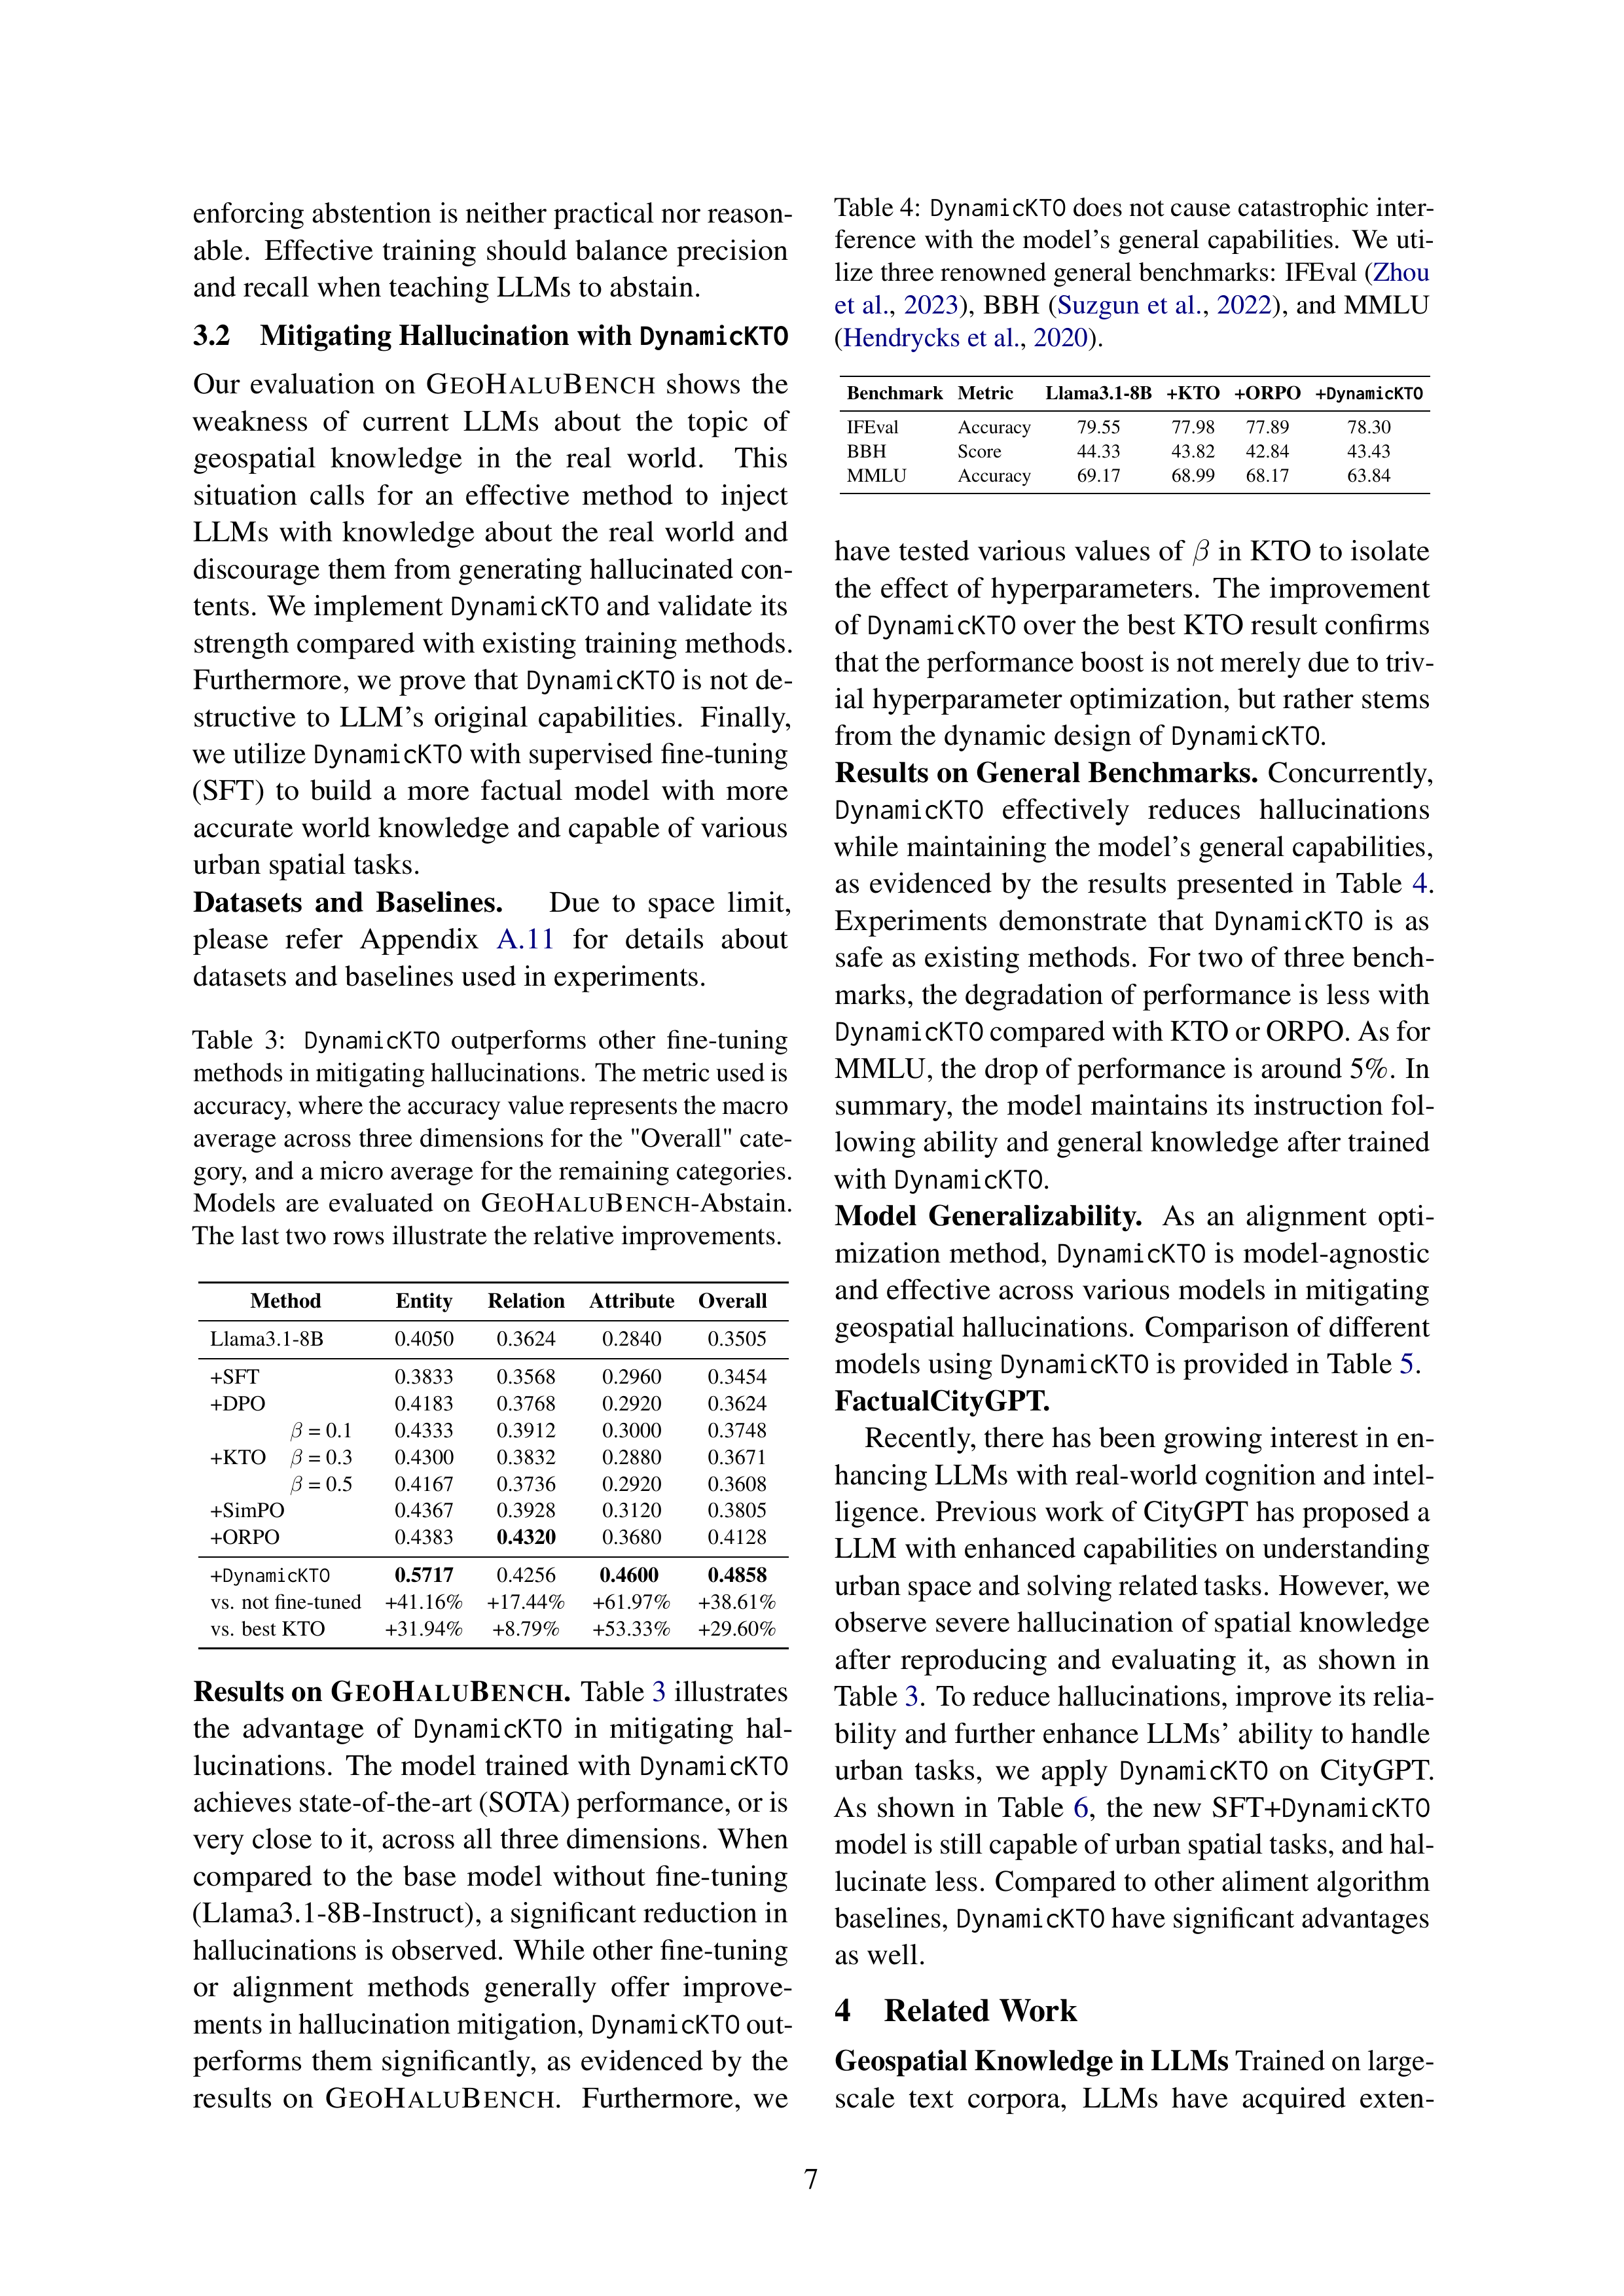 enforcing abstention is neither practical nor reason-
able. Effective training should balance precision
and recall when teaching LLMs to abstain.
3.2 Mitigating Hallucination with DynamicKTO
Our evaluation on GEOHALUBENCH shows the
weakness of current LLMs about the topic of
geospatial knowledge in the real world. This
situation calls for an effective method to inject
LLMs with knowledge about the real world and
discourage them from generating hallucinated con-
tents. We implement DynamicKTO and validate its
strength compared with existing training methods.
Furthermore, we prove that DynamicKTO is not de-
structive to LLM's original capabilities. Finally,
we utilize DynamicKTO with supervised fine-tuning
(SFT) to build a more factual model with more
accurate world knowledge and capable of various
urban spatial tasks.
Datasets and Baselines. Due to space limit,
please refer Appendix A.11 for details about
datasets and baselines used in experiments.
Table 3: DynamicKTO outperforms other fine-tuning
methods in mitigating hallucinations. The metric used is
accuracy, where the accuracy value represents the macro
average across three dimensions for the "Overall" cate-
gory, and a micro average for the remaining categories.
Models are evaluated on GEOHALUBENCH-Abstain.
The last two rows illustrate the relative improvements.
Method Entity Relation Attribute Overall
Llama3.1-8B 0.4050 0.3624 0.2840 0.3505
+SFT 0.3833 0.3568 0.2960 0.3454
+DPO 0.4183 0.3768 0.2920 0.3624
β = 0.1 0.4333 0.3912 0.3000 0.3748
+KTO β = 0.3 0.4300 0.3832 0.2880 0.3671
β = 0.5 0.4167 0.3736 0.2920 0.3608
+SimPO 0.4367 0.3928 0.3120 0.3805
+ORPO 0.4383 0.4320 0.3680 0.4128
+DynamicKTO 0.5717 0.4256 0.4600 0.4858
vs. not fine-tuned +41.16% +17.44% +61.97% +38.61%
vs. best KTO +31.94% +8.79% +53.33% +29.60%
Results on GEOHALUBENCH. Table 3 illustrates
the advantage of DynamicKTO in mitigating hal-
lucinations. The model trained with DynamicKTO
achieves state-of-the-art (SOTA) performance, or is
very close to it, across all three dimensions. When
compared to the base model without fine-tuning
(Llama3.1-8B-Instruct), a significant reduction in
hallucinations is observed. While other fine-tuning
or alignment methods generally offer improve-
ments in hallucination mitigation, DynamicKTO out-
performs them significantly, as evidenced by the
results on GEOHALUBENCH. Furthermore, we
Table 4: DynamicKTO does not cause catastrophic inter-
ference with the model's general capabilities. We uti-
lize three renowned general benchmarks: IFEval (Zhou
et al., 2023), BBH (Suzgun et al., 2022), and MMLU
(Hendrycks et al., 2020).
Benchmark Metric Llama3.1-8B +KTO +ORPO +DynamicKTO
IFEval Accuracy 79.55 77.98 77.89 78.30
BBH Score 44.33 43.82 42.84 43.43
MMLU Accuracy 69.17 68.99 68.17 63.84
have tested various values of β in KTO to isolate
the effect of hyperparameters. The improvement
of DynamicKTO over the best KTO result confirms
that the performance boost is not merely due to triv-
ial hyperparameter optimization, but rather stems
from the dynamic design of DynamicKTO.
Results on General Benchmarks. Concurrently,
DynamicKTO effectively reduces hallucinations
while maintaining the model's general capabilities,
as evidenced by the results presented in Table 4.
Experiments demonstrate that DynamicKTO is as
safe as existing methods. For two of three bench-
marks, the degradation of performance is less with
DynamicKTO compared with KTO or ORPO. As for
MMLU, the drop of performance is around 5%. In
summary, the model maintains its instruction fol-
lowing ability and general knowledge after trained
with DynamicKTO.
Model Generalizability. As an alignment opti-
mization method, DynamicKTO is model-agnostic
and effective across various models in mitigating
geospatial hallucinations. Comparison of different
models using DynamicKTO is provided in Table 5.
FactualCityGPT.
Recently, there has been growing interest in en-
hancing LLMs with real-world cognition and intel-
ligence. Previous work of CityGPT has proposed a
LLM with enhanced capabilities on understanding
urban space and solving related tasks. However, we
observe severe hallucination of spatial knowledge
after reproducing and evaluating it, as shown in
Table 3. To reduce hallucinations, improve its relia-
bility and further enhance LLMs' ability to handle
urban tasks, we apply DynamicKTO on CityGPT.
As shown in Table 6, the new SFT+DynamicKTO
model is still capable of urban spatial tasks, and hal-
lucinate less. Compared to other aliment algorithm
baselines, DynamicKTO have significant advantages
as well.
4 Related Work
Geospatial Knowledge in LLMs Trained on large-
scale text corpora, LLMs have acquired exten-
7